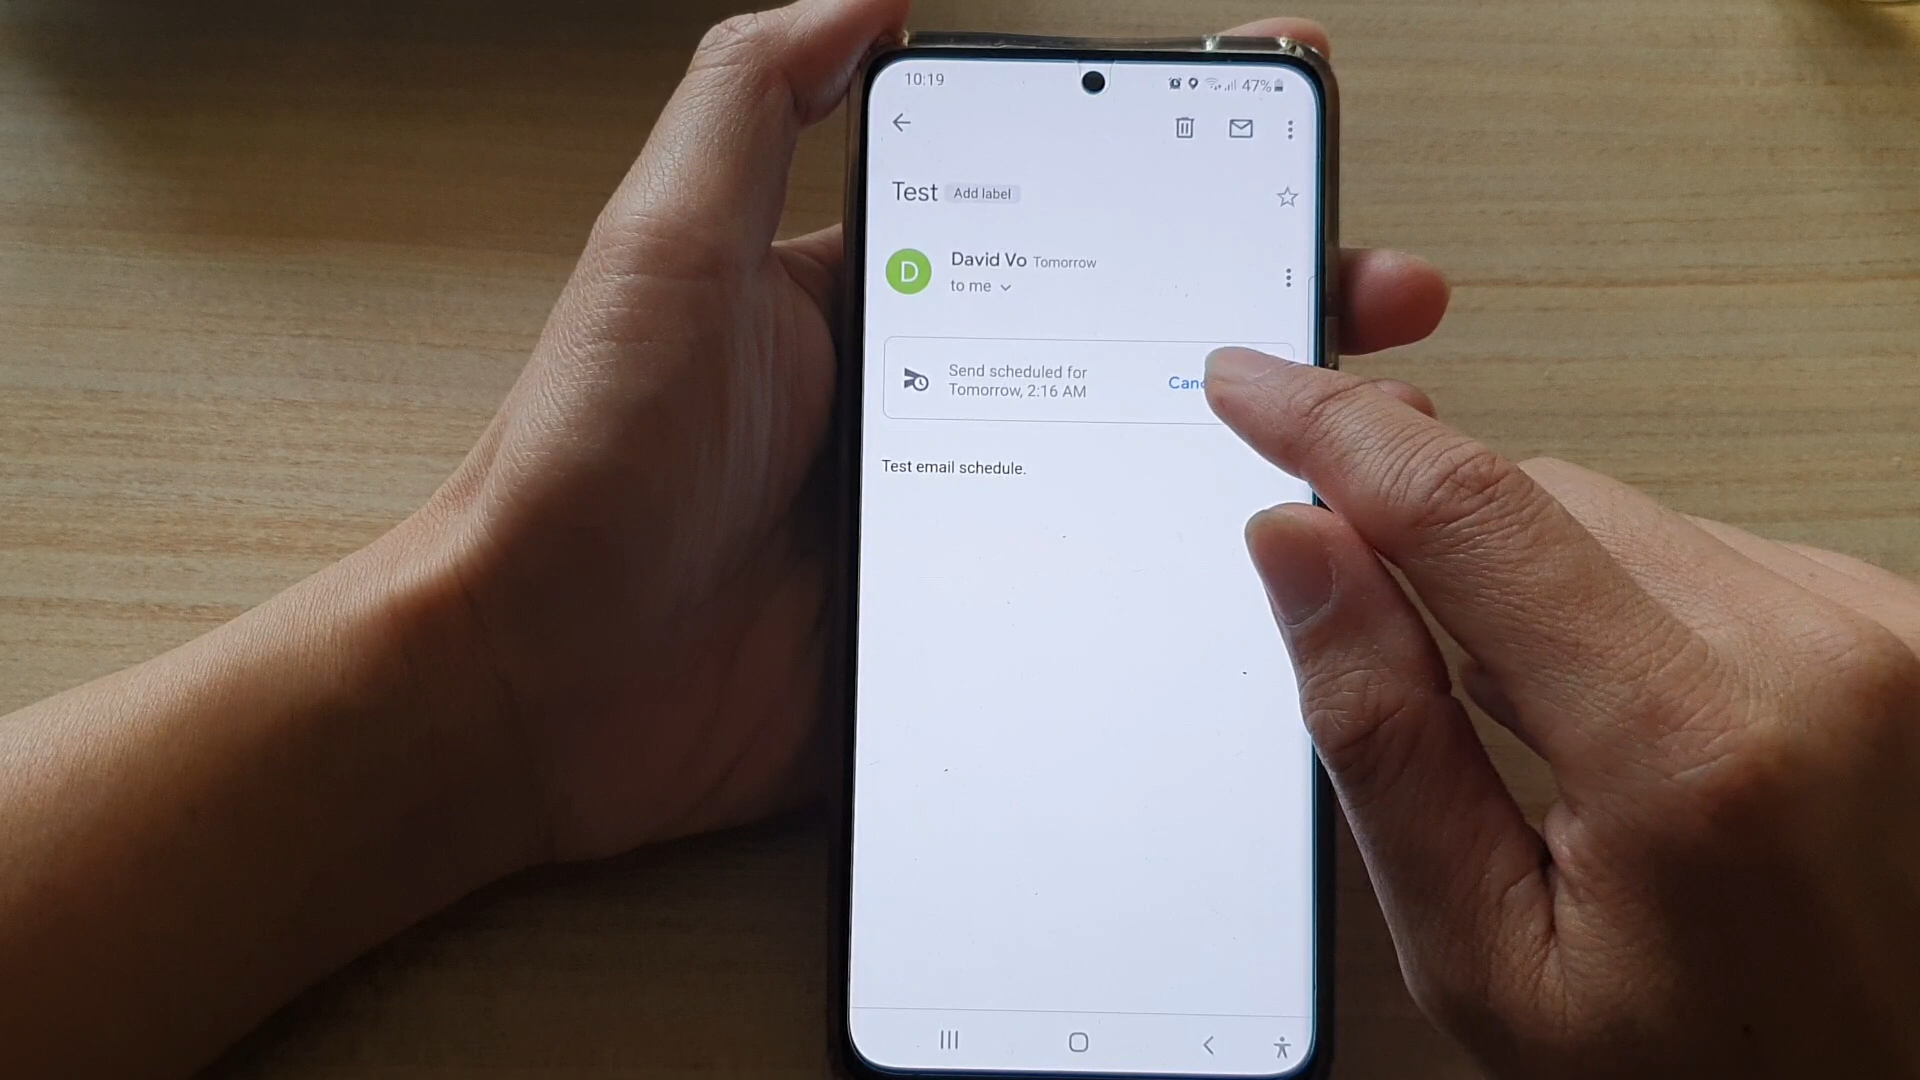 10:19
47%
Test Add label
David Vo Tomorrow
D
to me
Send scheduled for
Tomorrow, 2:16 AM
Test email schedule.